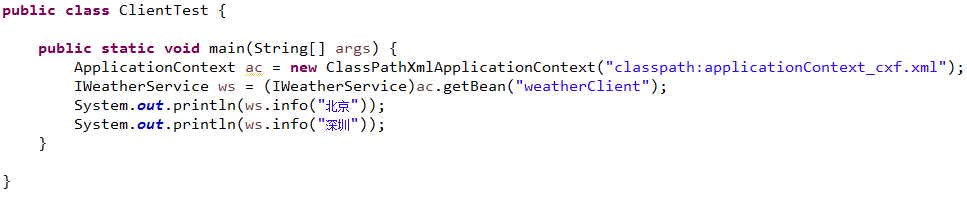 public class ClientTest {
public static void main(String[] args) {
ApplicationContext ac = new ClassPathXmlApplicationContext("classpath:applicationContext_cxf.xml");
IWeatherService ws = (IWeatherService)ac.getBean("weatherClient");
System.out.println(ws.info("北京"));
System.out.println(ws.info("深圳"));
}
}